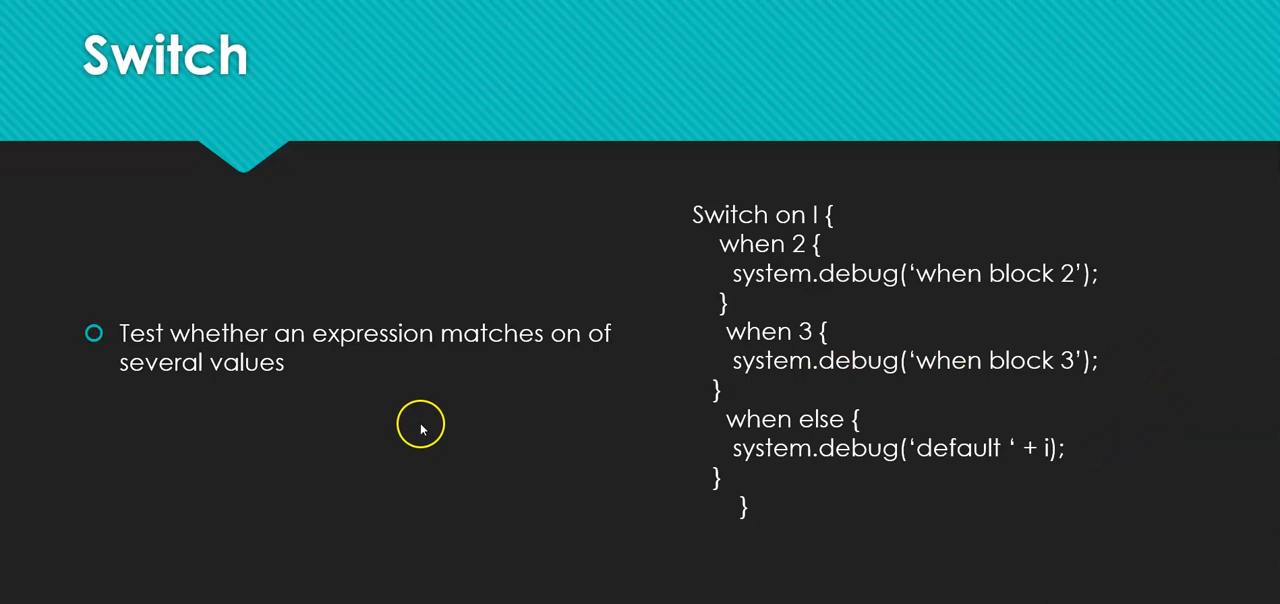 Switch
Test whether an expression matches on of
several values
Switch on I {
when 2 {
system.debug(‘when block 2’);
}
when 3 {
system.debug(‘when block 3’);
}
when else {
system.debug(‘default ‘ + i);
}
}